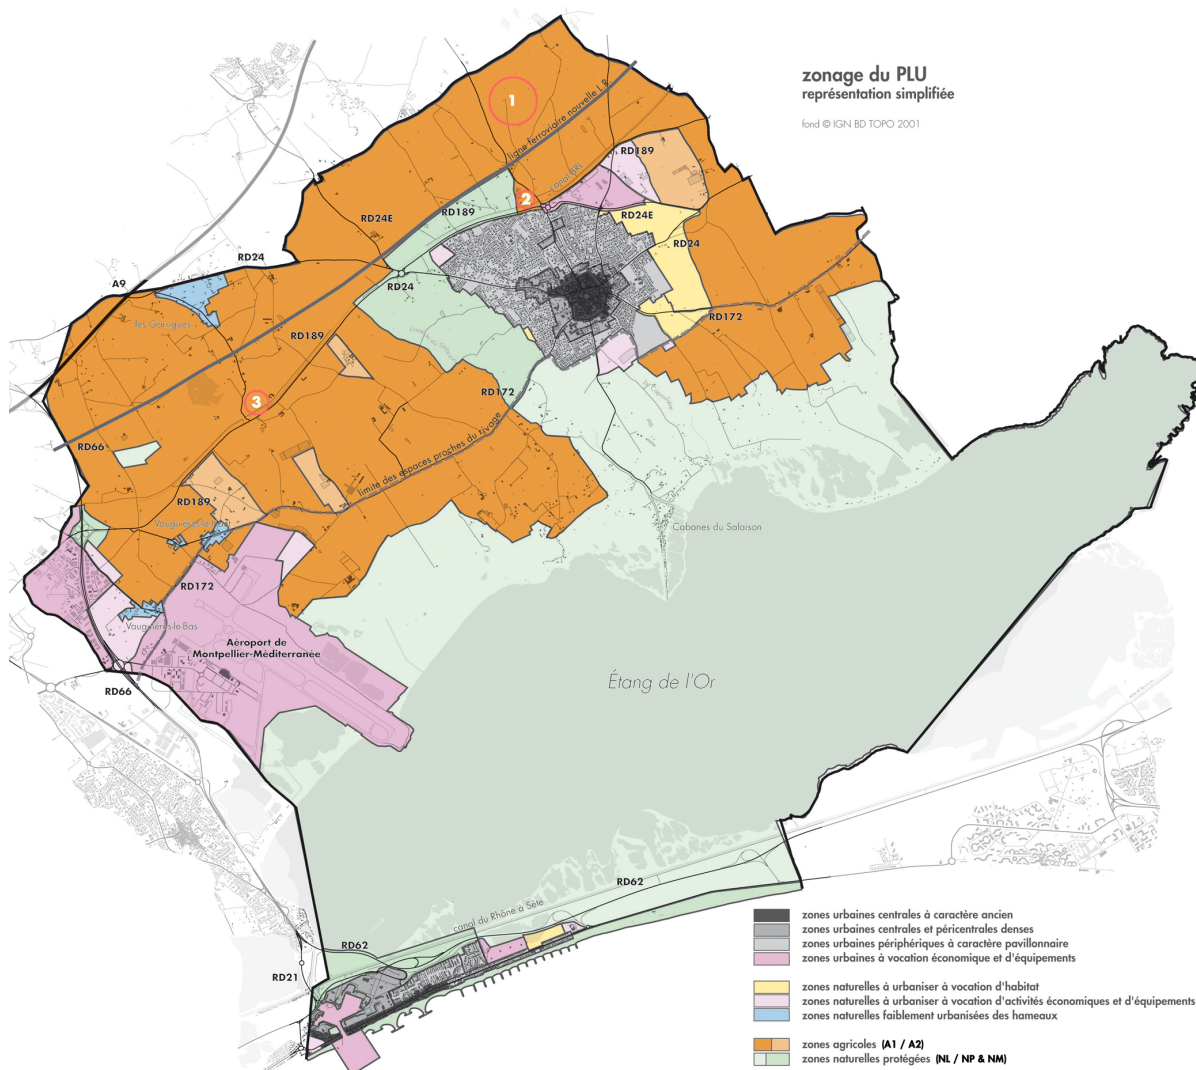 zonage du PLU
représentation simplifiée
fond © IGN BD TOPO 2001
1
ligne ferroviaire nouvelle L.R.
RD189
canal BRL
2
RD189
RD24E
RD24E
RD24
RD24
A9
RD24
les Garrigues
RD189
RD172
RD172
3
limite des espaces proches du rivage
RD66
RD189
Vauguières-le-Haut
Cabanes du Salaison
RD172
Vauguières-le-Bas
Aéroport de
Montpellier-Méditerranée
RD66
Étang de l'Or
RD62
canal du Rhône à Sète
RD62
RD21
zones urbaines centrales à caractère ancien
zones urbaines centrales et péricentrales denses
zones urbaines périphériques à caractère pavillonnaire
zones urbaines à vocation économique et d'équipements
zones naturelles à urbaniser à vocation d'habitat
zones naturelles à urbaniser à vocation d'activités économiques et d'équipements
zones naturelles faiblement urbanisées des hameaux
zones agricoles (A1 / A2)
zones naturelles protégées (NL / NP & NM)